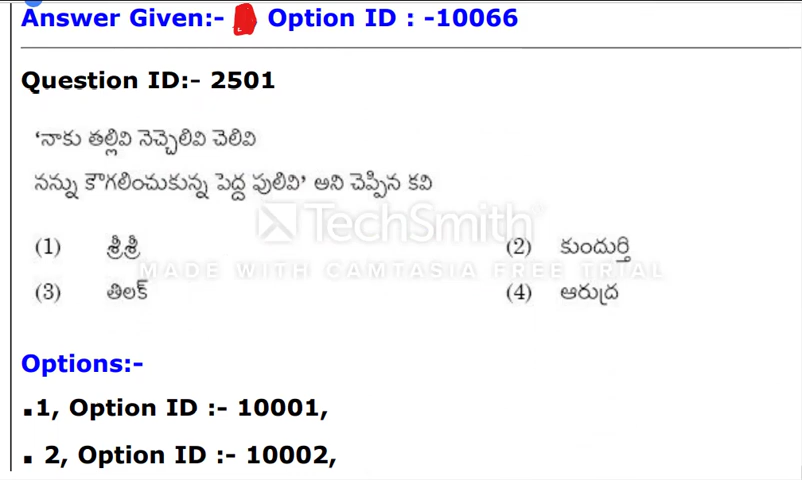 Answer Given:- Option ID : -10066
Question ID:- 2501
‘నాకు తల్లివి నెచ్చెలివి చెలివి
నన్ను కౌగలించుకున్న పెద్ద పులివి’ అని చెప్పిన కవి
TechSmith
(1) శ్రీశ్రీ (2) కుందుర్తి
MADE WITH CAMTASIA FREE TRIAL
(3) తిలక్ (4) ఆరుద్ర
Options:-
1, Option ID :- 10001,
2, Option ID :- 10002,